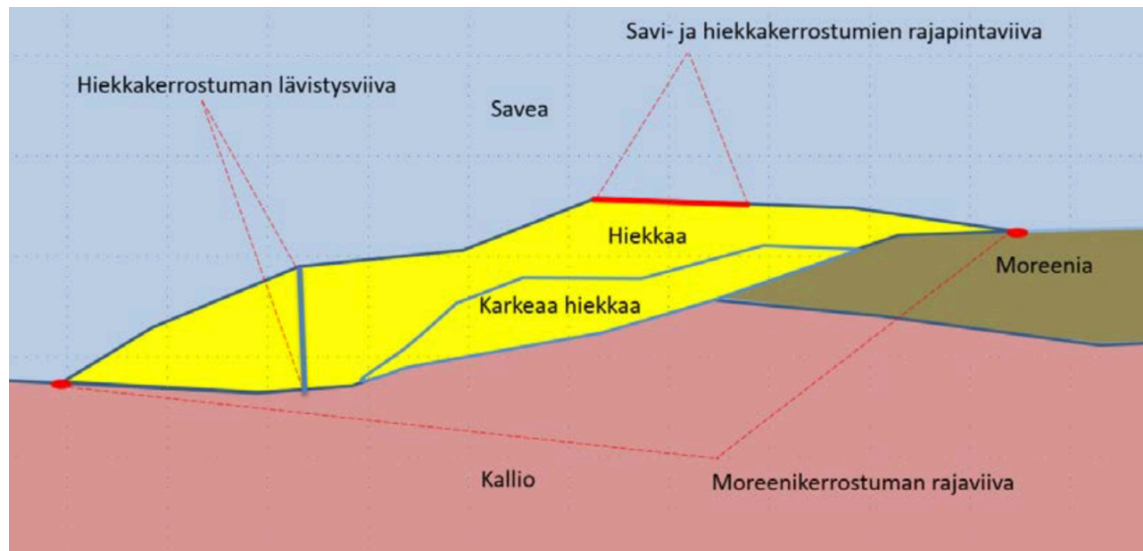 Savi- ja hiekkakerrostumien rajapintaviiva
Hiekkakerrostuman lävistysviiva
Savea
Hiekkaa
Moreenia
Karkeaa hiekkaa
Kallio
Moreenikerrostuman rajaviiva